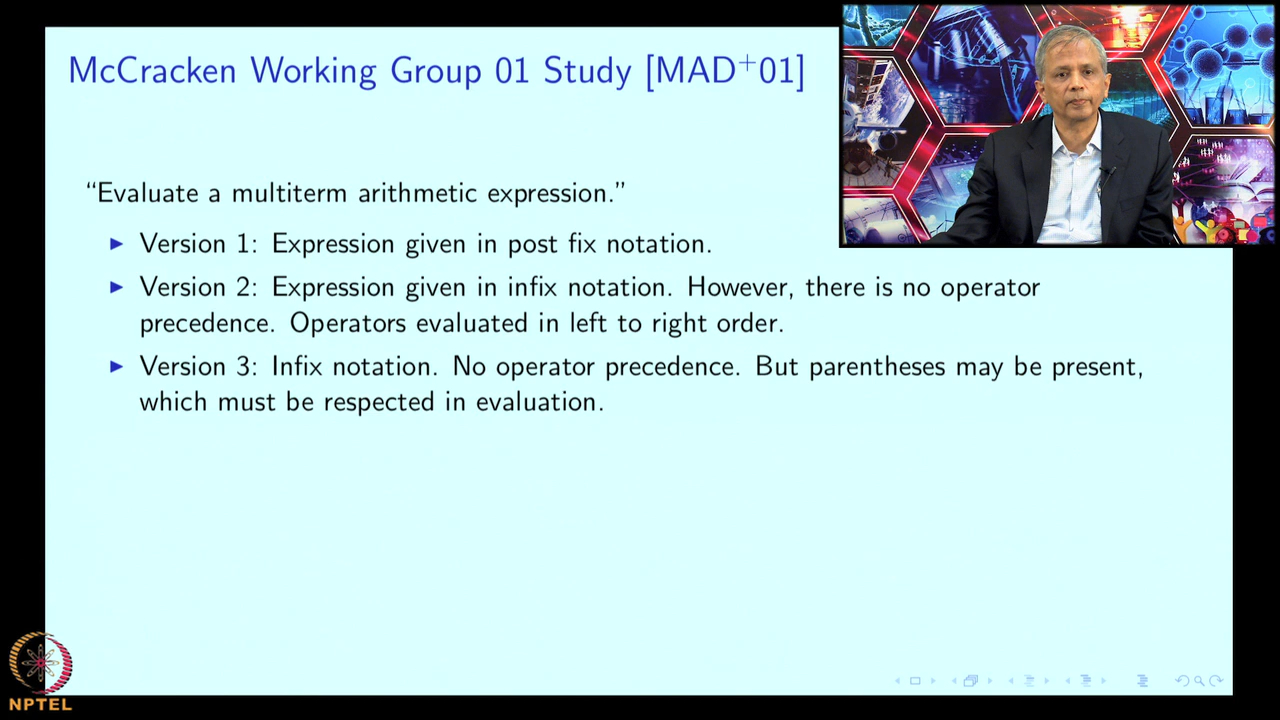 McCracken Working Group 01 Study [MAD+01]
“Evaluate a multiterm arithmetic expression.”
▶ Version 1: Expression given in post fix notation.
▶ Version 2: Expression given in infix notation. However, there is no operator
precedence. Operators evaluated in left to right order.
▶ Version 3: Infix notation. No operator precedence. But parentheses may be present,
which must be respected in evaluation.
NPTEL